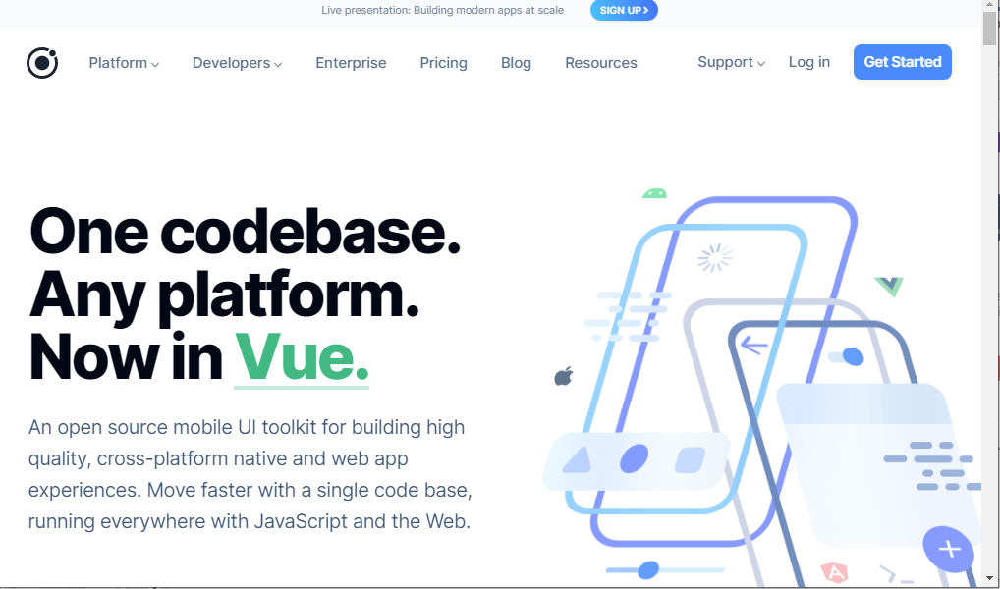 Live presentation: Building modern apps at scale SIGN UP
Platform Developers Enterprise Pricing Blog Resources Support Log in Get Started
One codebase.
Any platform.
Now in Vue.
An open source mobile UI toolkit for building high
quality, cross-platform native and web app
experiences. Move faster with a single code base,
running everywhere with JavaScript and the Web.